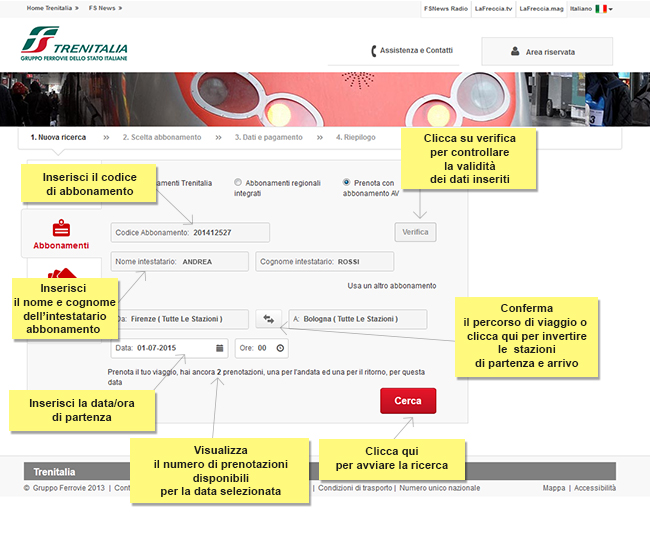 Home Trenitalia » FS News »
FSNews Radio LaFreccia.tv LaFreccia.mag Italiano
TRENITALIA
GRUPPO FERROVIE DELLO STATO ITALIANE
Assistenza e Contatti
Area riservata
1. Nuova ricerca » 2. Scelta abbonamento » 3. Dati e pagamento » 4. Riepilogo
Clicca su verifica
per controllare
la validità
dei dati inseriti
Inserisci il codice
di abbonamento
Trenitalia
Abbonamenti regionali
integrati
Prenota con
abbonamento AV
Abbonamenti
Codice Abbonamento: 201412527
Verifica
Nome intestatario: ANDREA
Cognome intestatario: ROSSI
Usa un altro abbonamento
Inserisci
il nome e cognome
dell'intestatario
abbonamento
Da: Firenze ( Tutte Le Stazioni )
A: Bologna ( Tutte Le Stazioni )
Conferma
il percorso di viaggio o
clicca qui per invertire
le stazioni
di partenza e arrivo
Data: 01-07-2015
Ore: 00
Prenota il tuo viaggio, hai ancora 2 prenotazioni, una per l'andata ed una per il ritorno, per questa
data
Inserisci la data/ora
di partenza
Cerca
Visualizza
il numero di prenotazioni
disponibili
per la data selezionata
Clicca qui
per avviare la ricerca
Trenitalia
© Gruppo Ferrovie 2013 | | Condizioni di trasporto | Numero unico nazionale
Mappa | Accessibilità